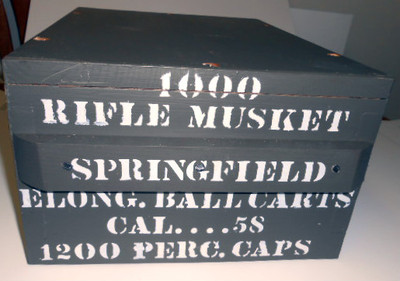 1000
RIFLE MUSKET
SPRINGFIELD
ELONG. BALL CARTS
CAL....58
1200 PERC. CAPS